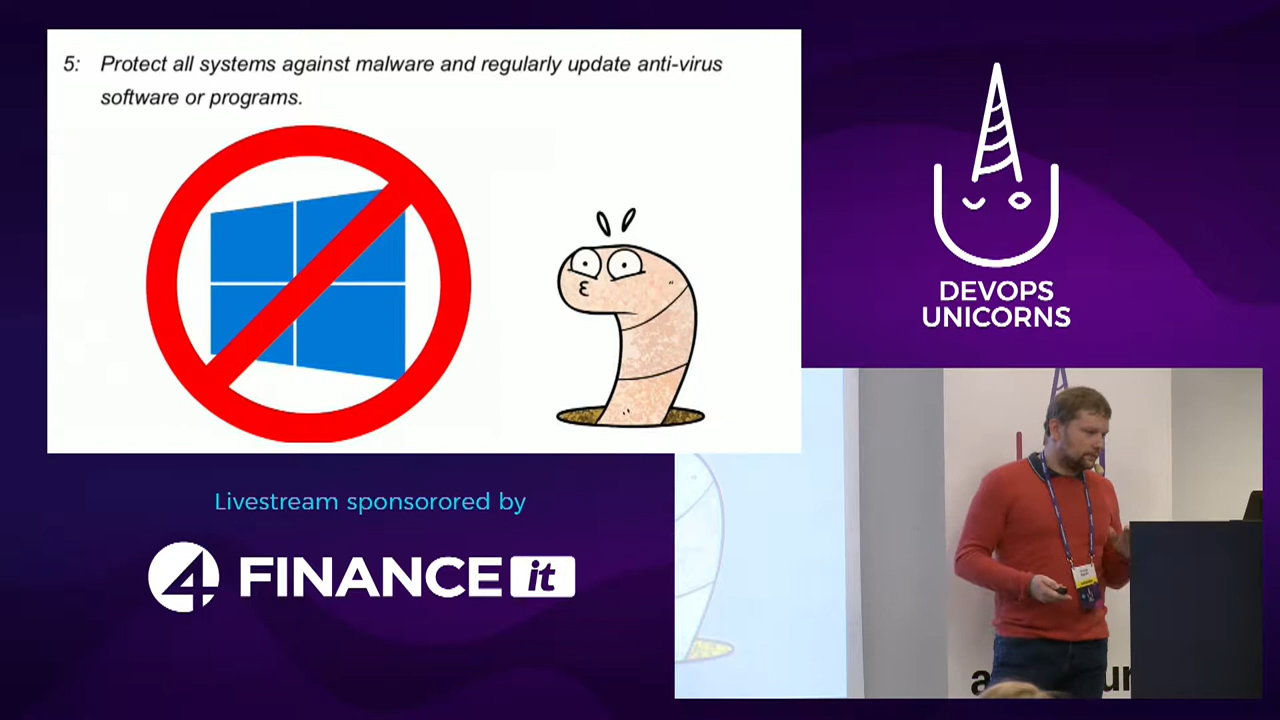 5: Protect all systems against malware and regularly update anti-virus
software or programs.
DEVOPS
UNICORNS
Livestream sponsorored by
4FINANCE it